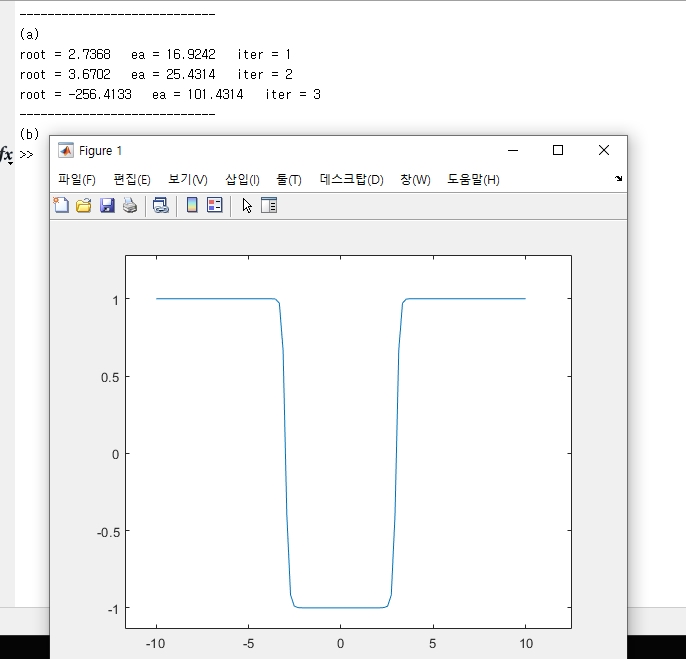 ---------------------------
(a)
root = 2.7368   ea = 16.9242   iter = 1
root = 3.6702   ea = 25.4314   iter = 2
root = -256.4133   ea = 101.4314   iter = 3
---------------------------
(b)
fx >>
Figure 1
파일(F) 편집(E) 보기(V) 삽입(I) 툴(T) 데스크탑(D) 창(W) 도움말(H)
1
0.5
0
-0.5
-1
-10 -5 0 5 10